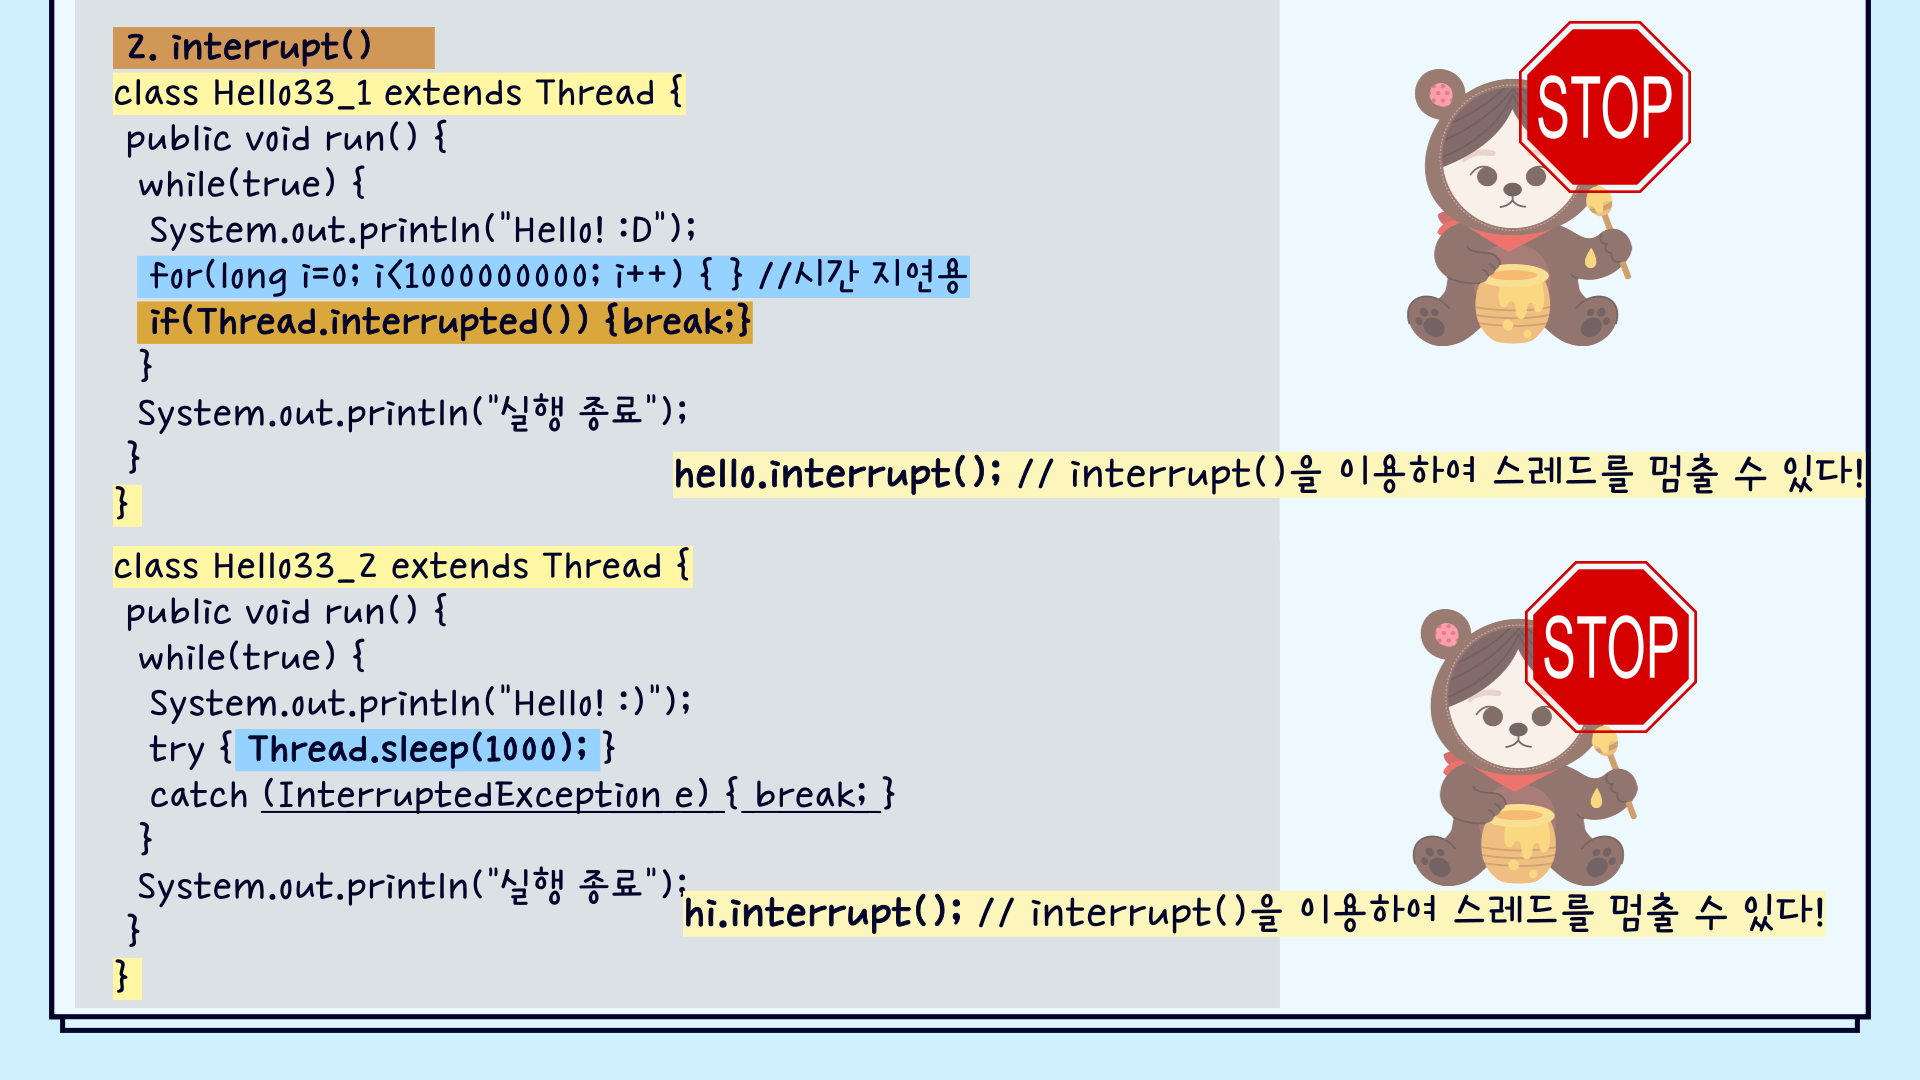 2. interrupt()
class Hello33_1 extends Thread {
public void run() {
while(true) {
System.out.println("Hello! :D");
for(long i=0; i<1000000000; i++) { } //시간 지연용
if(Thread.interrupted()) {break;}
}
System.out.println("실행 종료");
}
hello.interrupt(); // interrupt()을 이용하여 스레드를 멈출 수 있다!
}
class Hello33_2 extends Thread {
public void run() {
while(true) {
System.out.println("Hello! :)");
try { Thread.sleep(1000); }
catch (InterruptedException e) { break; }
}
System.out.println("실행 종료");
hi.interrupt(); // interrupt()을 이용하여 스레드를 멈출 수 있다!
}
}
STOP
STOP